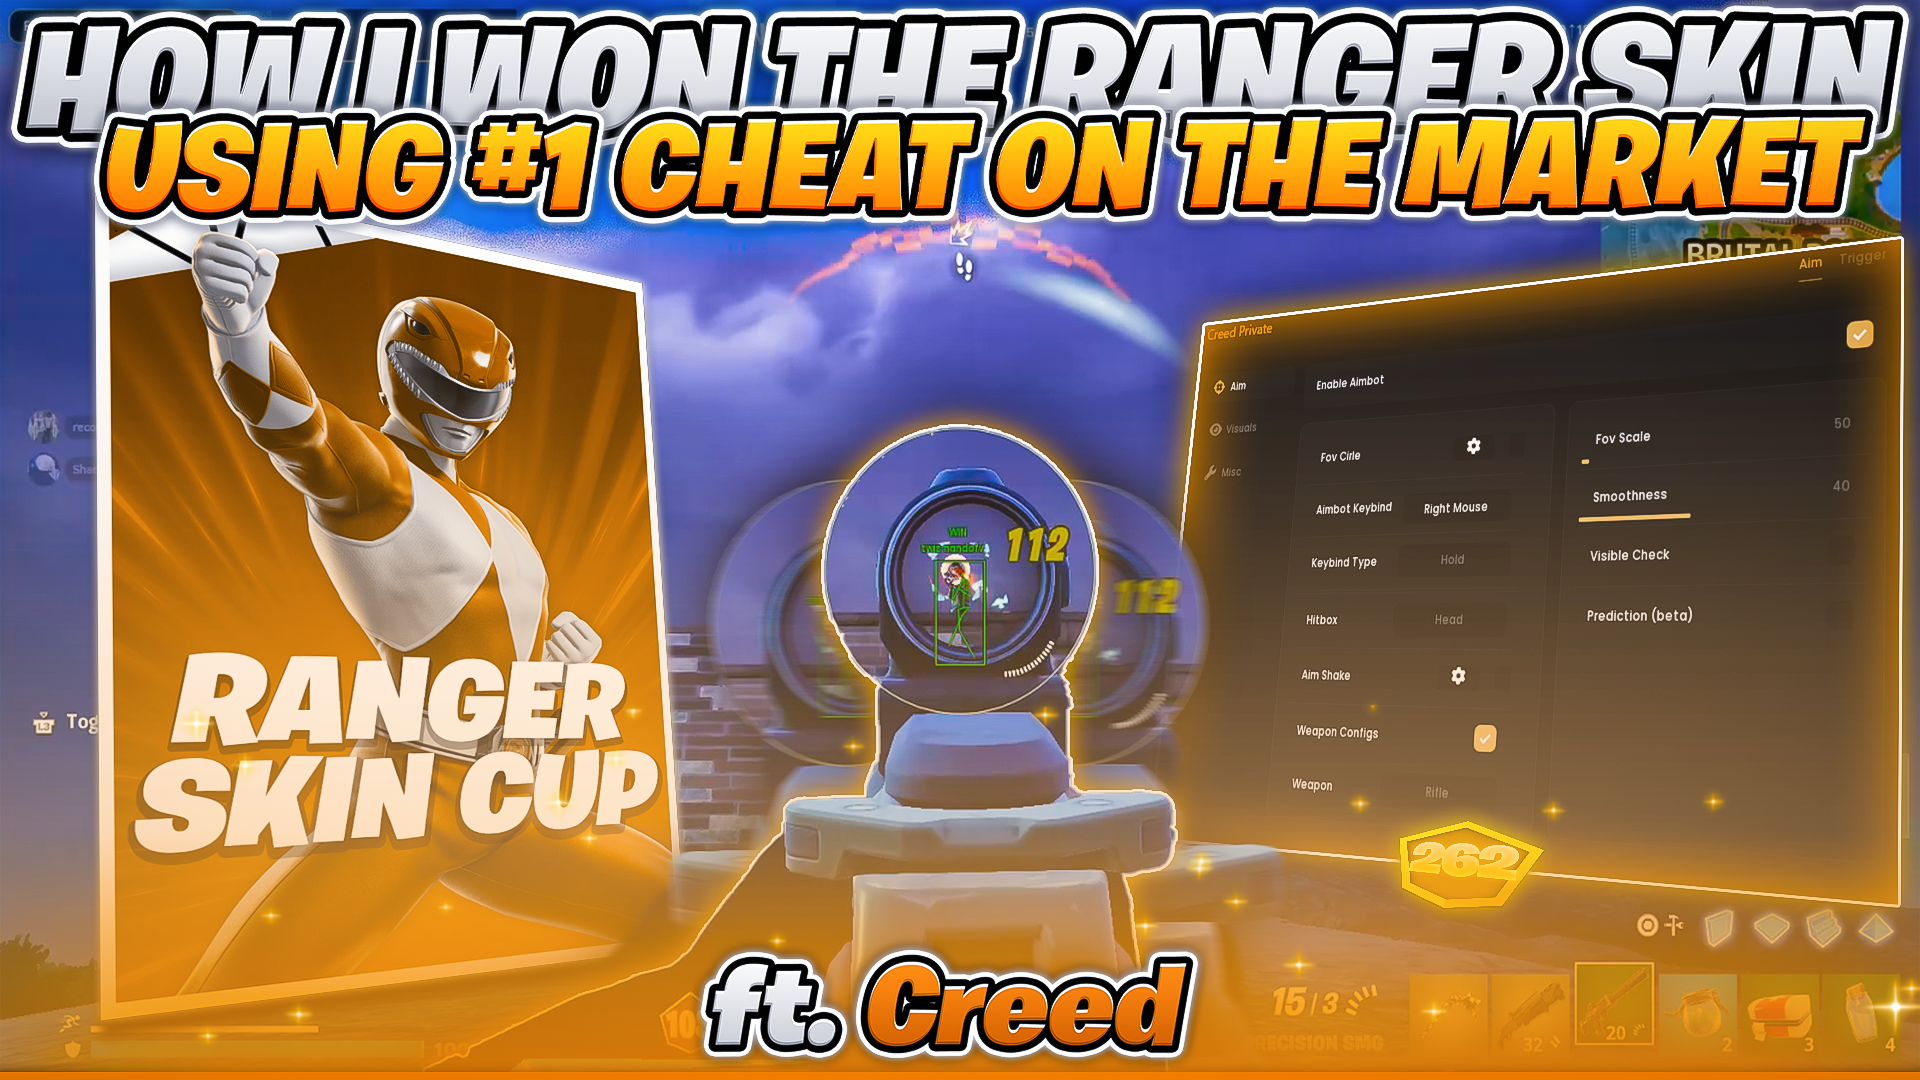 HOW I WON THE RANGER SKIN
USING #1 CHEAT ON THE MARKET
Aim
Trigger
Creed Private
Aim
Enable Aimbot
Visuals
Fov Cirle
Misc
Aimbot Keybind
Right Mouse
Keybind Type
Hold
Hitbox
Head
Aim Shake
Weapon Configs
Weapon
Rifle
Fov Scale
50
Smoothness
40
Visible Check
Prediction (beta)
WIN
112
112
RANGER
SKIN CUP
262
ft. Creed
15/3
32
20
2
3
4